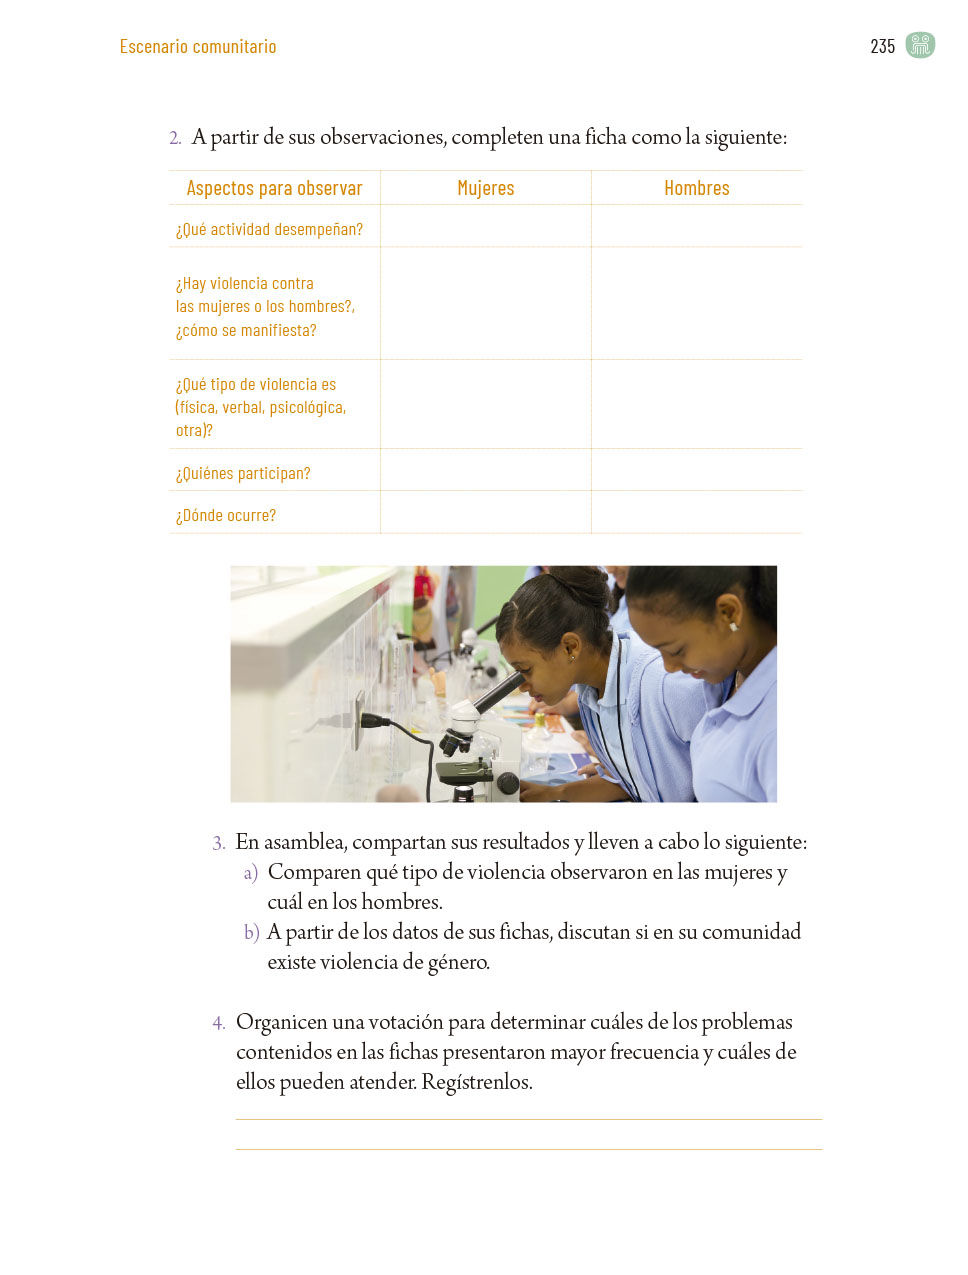 Escenario comunitario
235
2. A partir de sus observaciones, completen una ficha como la siguiente:
Aspectos para observar
Mujeres
Hombres
¿Qué actividad desempeñan?
¿Hay violencia contra
las mujeres o los hombres?,
¿cómo se manifiesta?
¿Qué tipo de violencia es
(física, verbal, psicológica,
otra)?
¿Quiénes participan?
¿Dónde ocurre?
3. En asamblea, compartan sus resultados y lleven a cabo lo siguiente:
a) Comparen qué tipo de violencia observaron en las mujeres y
cuál en los hombres.
b) A partir de los datos de sus fichas, discutan si en su comunidad
existe violencia de género.
4. Organicen una votación para determinar cuáles de los problemas
contenidos en las fichas presentaron mayor frecuencia y cuáles de
ellos pueden atender. Regístrenlos.